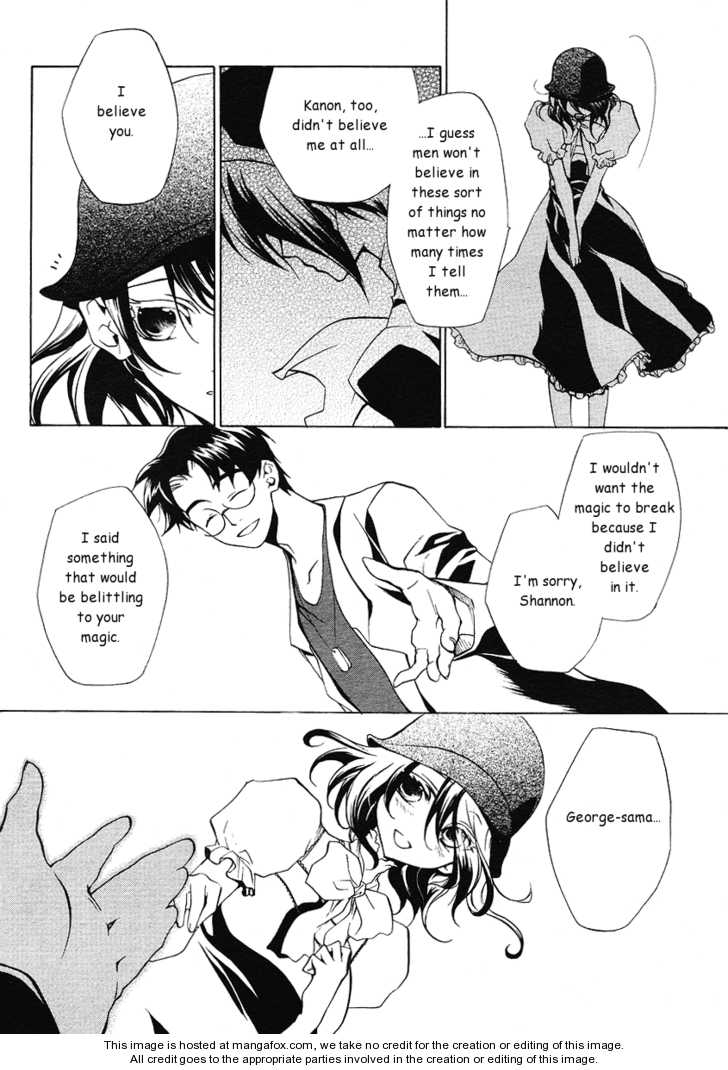 ...I guess
men won't
believe in
these sort
of things no
matter how
many times
I tell
them...
Kanon, too,
didn't believe
me at all...
I
believe
you.
I wouldn't
want the
magic to break
because I
didn't
believe
in it.
I'm sorry,
Shannon.
I said
something
that would
be belittling
to your
magic.
George-sama...
This image is hosted at mangafox.com, we take no credit for the creation or editing of this image.
All credit goes to the appropriate parties involved in the creation or editing of this image.